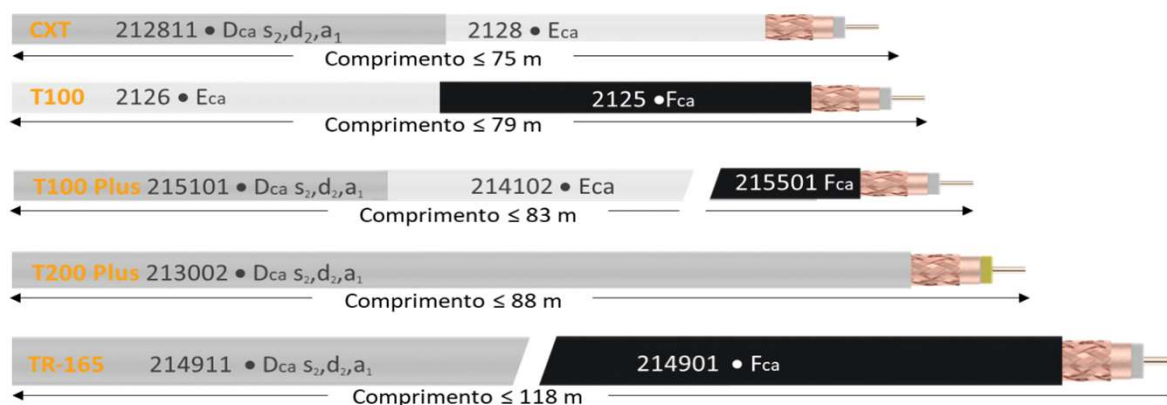 CXT 212811 • Dca s2,d2,a1 2128 • Eca
Comprimento ≤ 75 m
T100 2126 • Eca 2125 •Fca
Comprimento ≤ 79 m
T100 Plus 215101 • Dca s2,d2,a1 214102 • Eca 215501 Fca
Comprimento ≤ 83 m
T200 Plus 213002 • Dca s2,d2,a1
Comprimento ≤ 88 m
TR-165 214911 • Dca s2,d2,a1 214901 • Fca
Comprimento ≤ 118 m